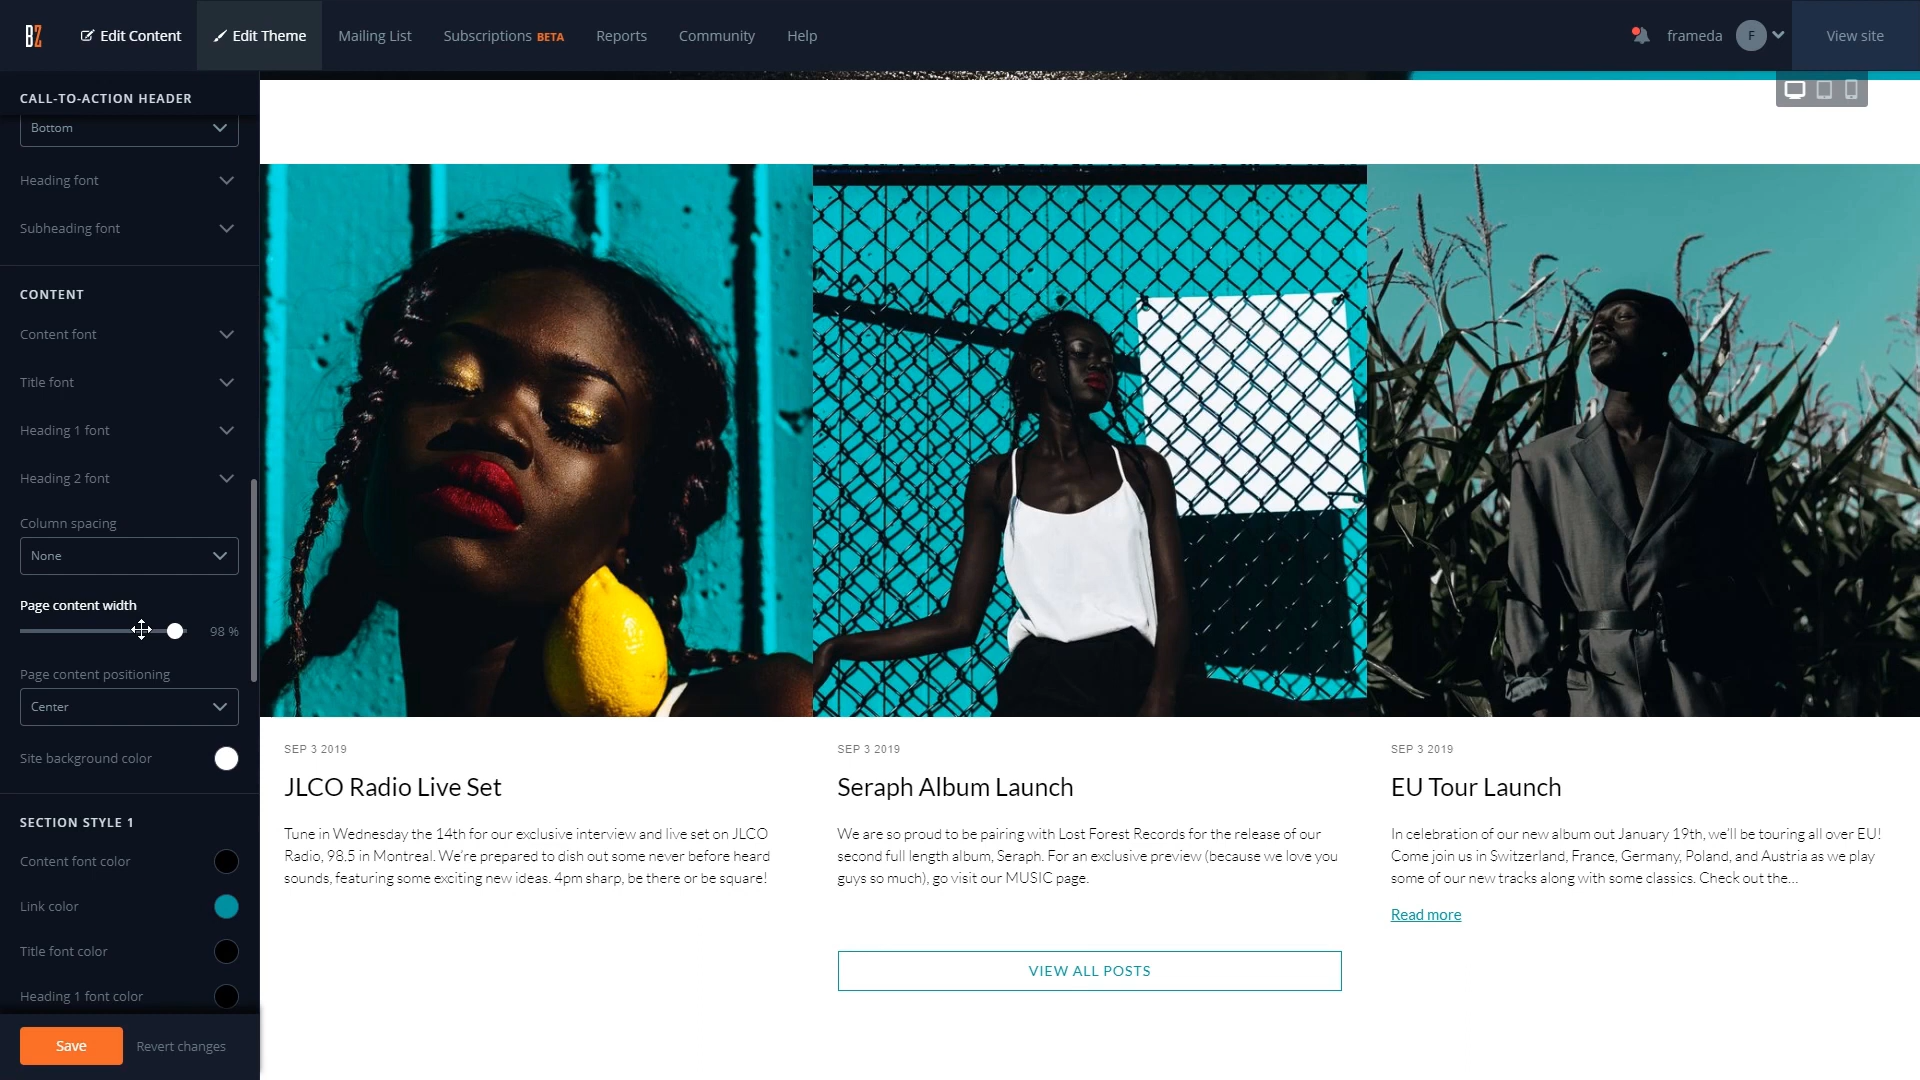 BZ
Edit Content
Edit Theme
Mailing List
Subscriptions BETA
Reports
Community
Help
frameda
F
View site
CALL-TO-ACTION HEADER
Bottom
Heading font
Subheading font
CONTENT
Content font
Title font
Heading 1 font
Heading 2 font
Column spacing
None
Page content width
98 %
Page content positioning
Center
Site background color
SECTION STYLE 1
Content font color
Link color
Title font color
Heading 1 font color
Save
Revert changes
SEP 3 2019
JLCO Radio Live Set
Tune in Wednesday the 14th for our exclusive interview and live set on JLCO
Radio, 98.5 in Montreal. We're prepared to dish out some never before heard
sounds, featuring some exciting new ideas. 4pm sharp, be there or be square!
SEP 3 2019
Seraph Album Launch
We are so proud to be pairing with Lost Forest Records for the release of our
second full length album, Seraph. For an exclusive preview (because we love you
guys so much), go visit our MUSIC page.
VIEW ALL POSTS
SEP 3 2019
EU Tour Launch
In celebration of our new album out January 19th, we'll be touring all over EU!
Come join us in Switzerland, France, Germany, Poland, and Austria as we play
some of our new tracks along with some classics. Check out the...
Read more